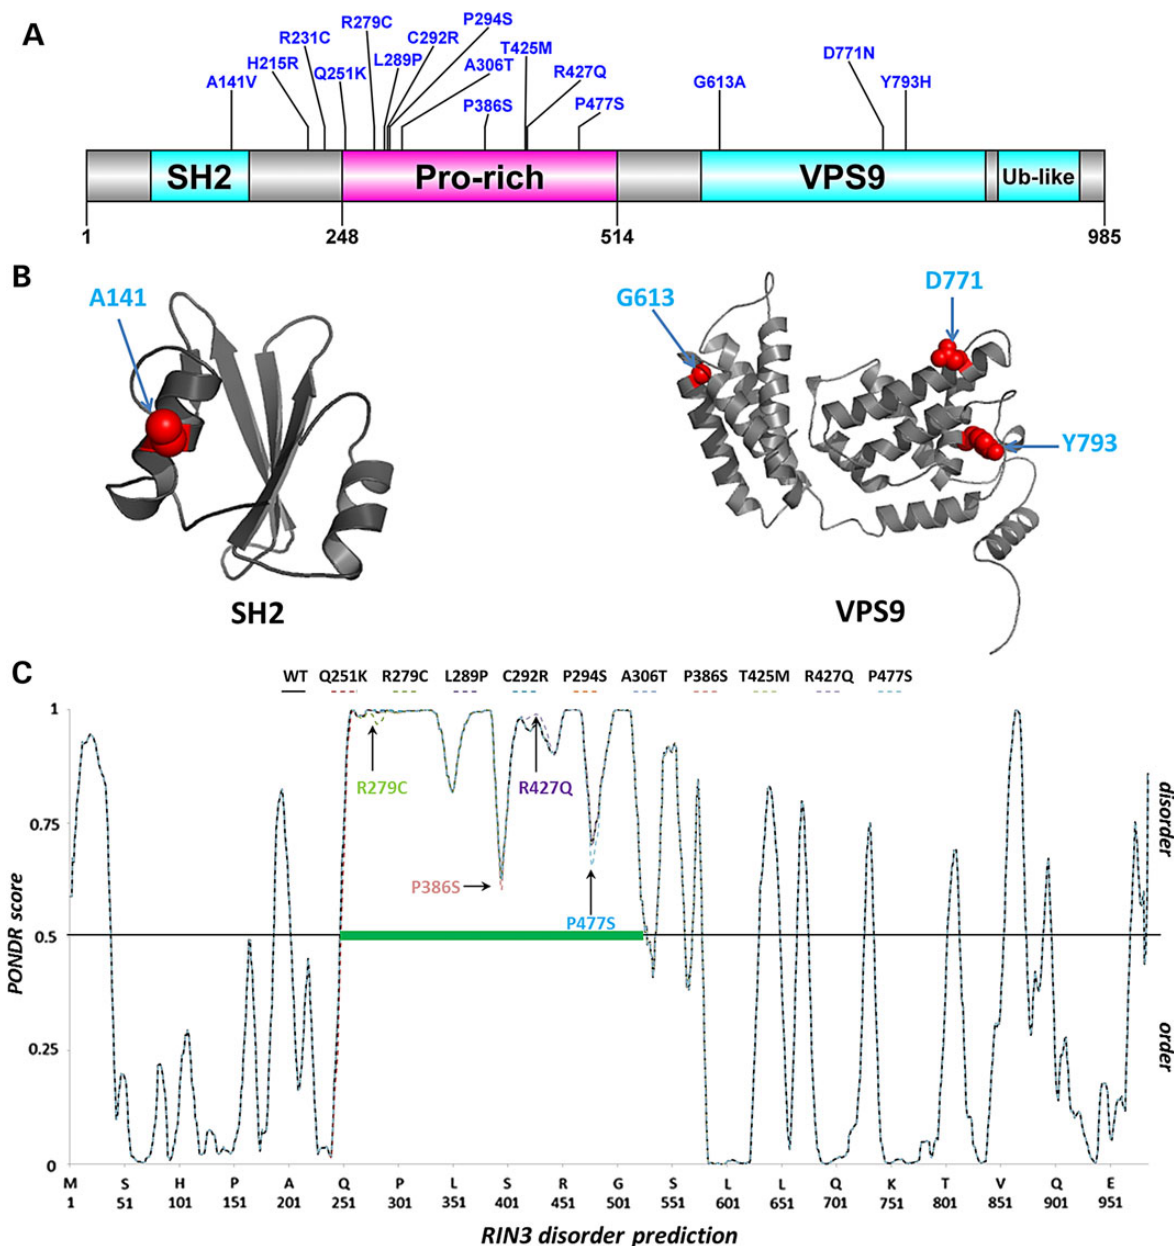 A
P294S
R279C
C292R
R231C
T425M
L289P
D771N
H215R
A306T
Q251K
R427Q
A141V
G613A
Y793H
P386S
P477S
SH2
Pro-rich
VPS9
Ub-like
1
248
514
985
B
A141
G613
D771
Y793
SH2
VPS9
C
WT Q251K R279C L289P C292R P294S A306T P386S T425M R427Q P477S
1
R279C
R427Q
disorder
0.75
P386S
P477S
0.5
PONDR score
0.25
order
0
M S H P A Q P L S R G S L L Q K T V Q E
1 51 101 151 201 251 301 351 401 451 501 551 601 651 701 751 801 851 901 951
RIN3 disorder prediction